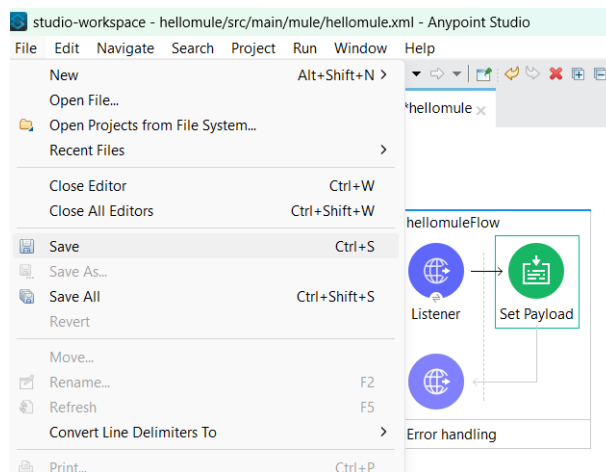 studio-workspace - hellomule/src/main/mule/hellomule.xml - Anypoint Studio
File Edit Navigate Search Project Run Window Help
New Alt+Shift+N >
Open File...
Open Projects from File System...
Recent Files >
Close Editor Ctrl+W
Close All Editors Ctrl+Shift+W
Save Ctrl+S
Save As...
Save All Ctrl+Shift+S
Revert
Move...
Rename... F2
Refresh F5
Convert Line Delimiters To >
Print... Ctrl+P
*hellomule
hellomuleFlow
Listener Set Payload
Error handling